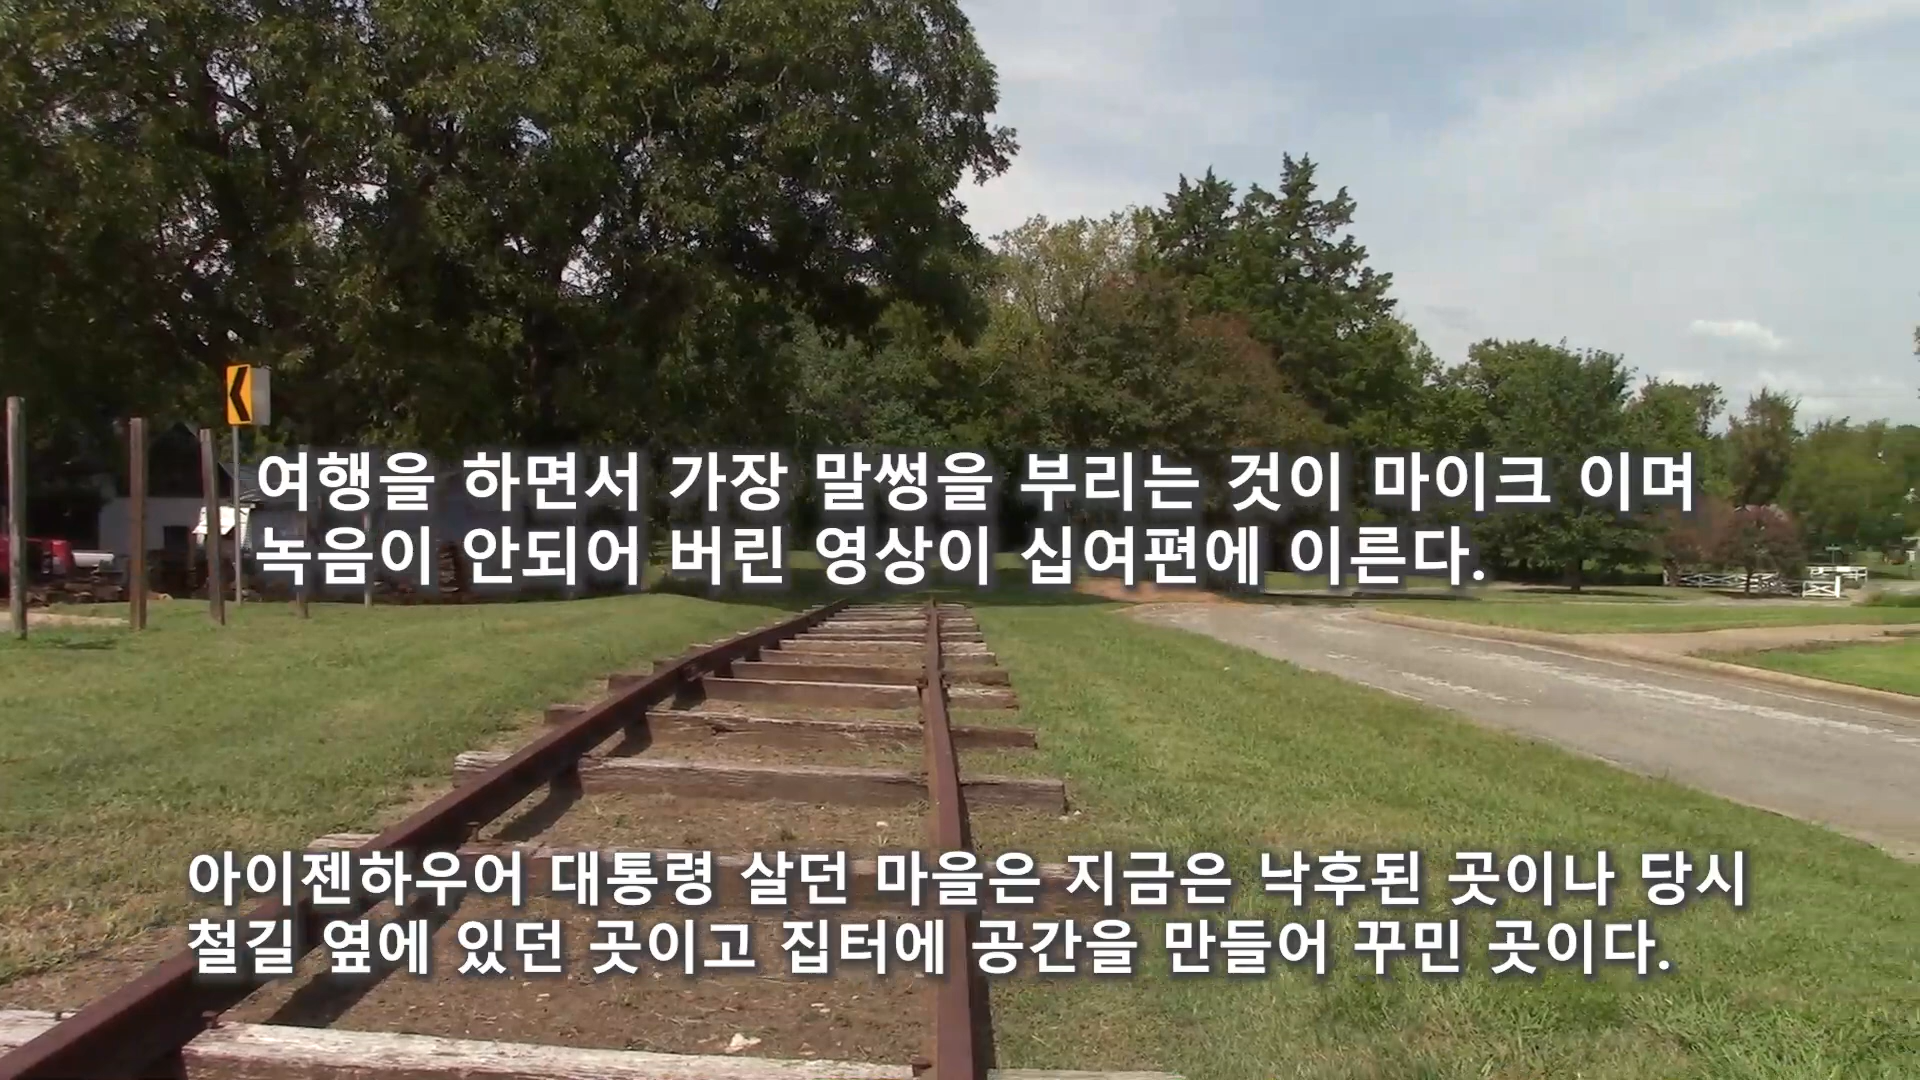 여행을 하면서 가장 말썽을 부리는 것이 마이크 이며
녹음이 안되어 버린 영상이 십여편에 이른다.
아이젠하우어 대통령 살던 마을은 지금은 낙후된 곳이나 당시
철길 옆에 있던 곳이고 집터에 공간을 만들어 꾸민 곳이다.